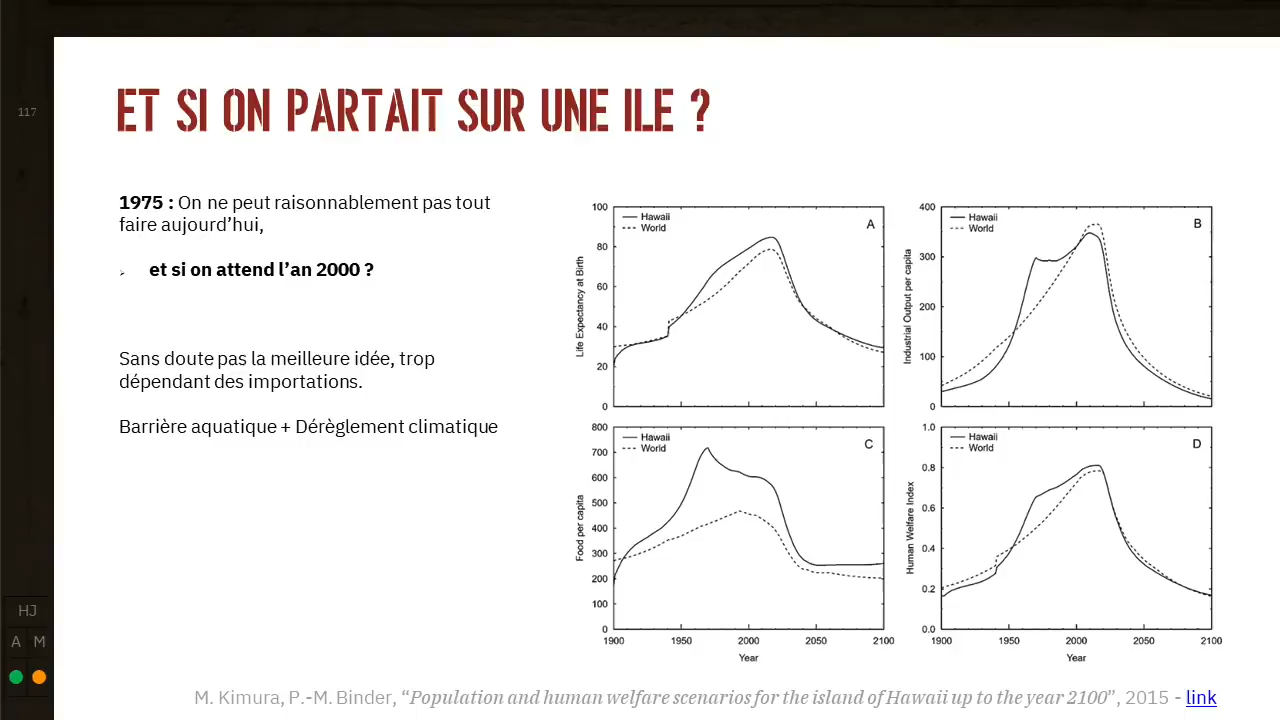 117
ET SI ON PARTAIT SUR UNE ILE ?
1975 : On ne peut raisonnablement pas tout
faire aujourd’hui,
et si on attend l’an 2000 ?
Sans doute pas la meilleure idée, trop
dépendant des importations.
Barrière aquatique + Dérèglement climatique
100
80
60
40
20
0
Life Expectancy at Birth
Hawaii
World
A
400
300
200
100
0
Industrial Output per capita
Hawaii
World
B
800
700
600
500
400
300
200
100
0
Food per capita
Hawaii
World
C
1900 1950 2000 2050 2100
Year
1.0
0.8
0.6
0.4
0.2
0.0
Human Welfare Index
Hawaii
World
D
1900 1950 2000 2050 2100
Year
HJ
A M
M. Kimura, P.-M. Binder, “Population and human welfare scenarios for the island of Hawaii up to the year 2100”, 2015 - link